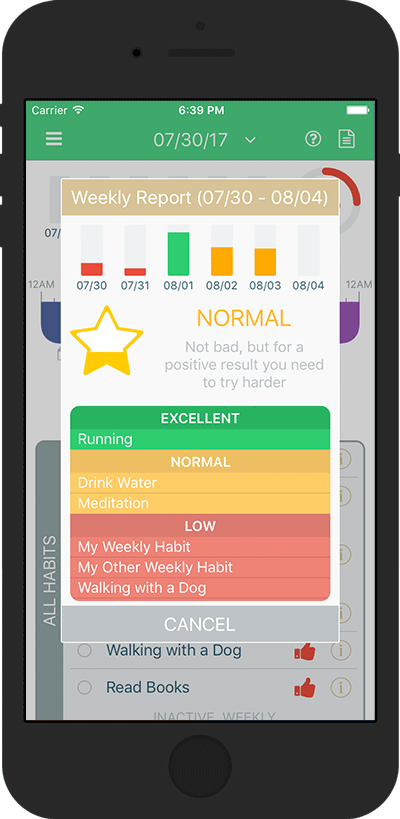 Carrier 6:39 PM
07/30/17
Weekly Report (07/30 - 08/04)
07/
07/30 07/31 08/01 08/02 08/03 08/04
12AM 12AM
NORMAL
Not bad, but for a
positive result you need
to try harder
EXCELLENT
Running
NORMAL
Drink Water
Meditation
LOW
My Weekly Habit
My Other Weekly Habit
Walking with a Dog
ALL HABITS
CANCEL
Walking with a Dog
Read Books
INACTIVE WEEKLY